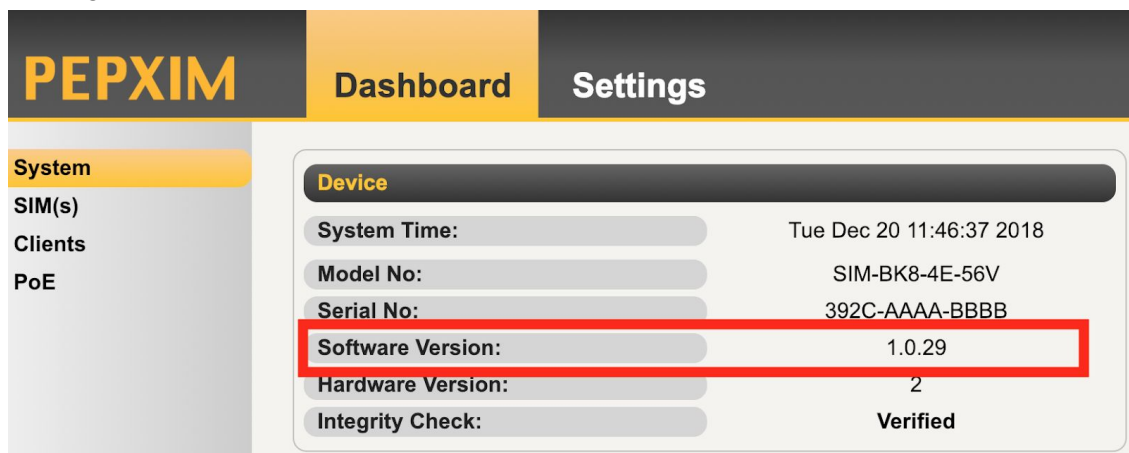 PEPXIM
Dashboard Settings
System
SIM(s)
Clients
PoE
Device
System Time: Tue Dec 20 11:46:37 2018
Model No: SIM-BK8-4E-56V
Serial No: 392C-AAAA-BBBB
Software Version: 1.0.29
Hardware Version: 2
Integrity Check: Verified